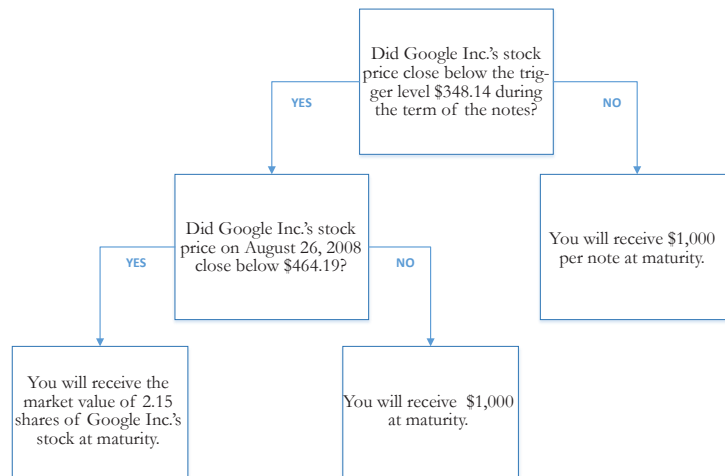 Did Google Inc.'s stock
price close below the trig-
ger level $348.14 during
the term of the notes?
YES
NO
Did Google Inc.'s stock
price on August 26, 2008
close below $464.19?
You will receive $1,000
per note at maturity.
YES
NO
You will receive the
market value of 2.15
shares of Google Inc.'s
stock at maturity.
You will receive $1,000
at maturity.